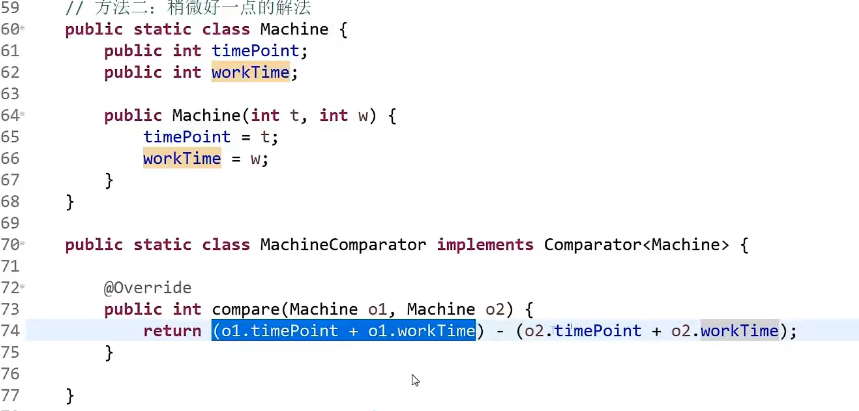 59 // 方法二：稍微好一点的解法
60 public static class Machine {
61 public int timePoint;
62 public int workTime;
63
64 public Machine(int t, int w) {
65 timePoint = t;
66 workTime = w;
67 }
68 }
69
70 public static class MachineComparator implements Comparator<Machine> {
71
72 @Override
73 public int compare(Machine o1, Machine o2) {
74 return (o1.timePoint + o1.workTime) - (o2.timePoint + o2.workTime);
75 }
76
77 }